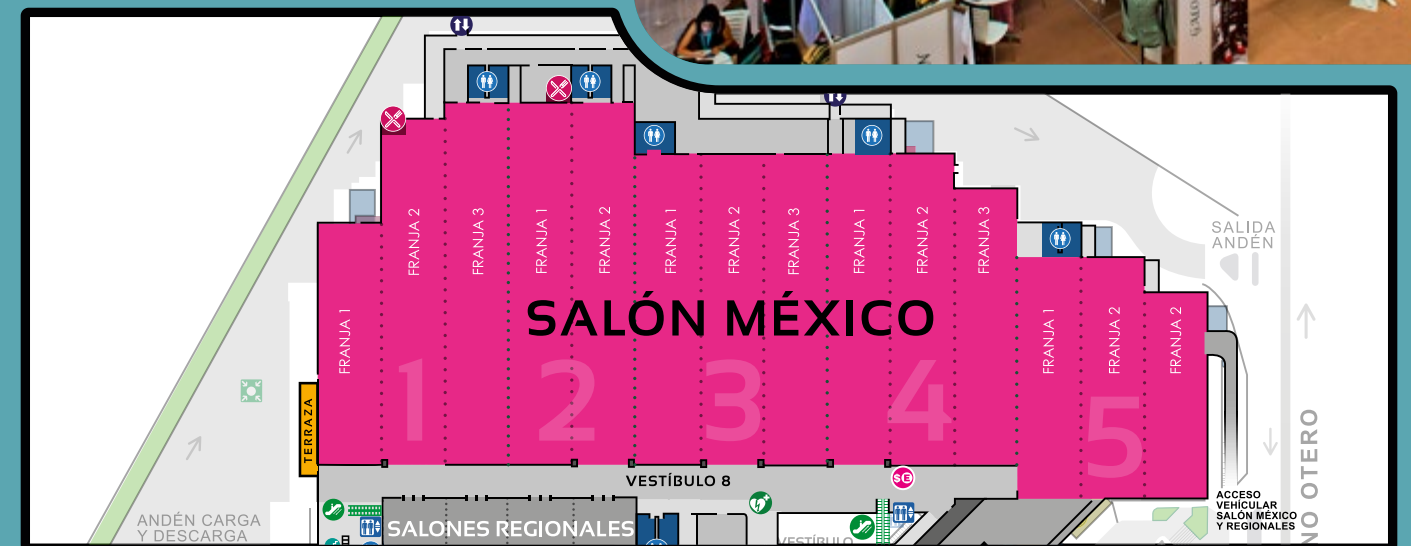 FRANJA 1
FRANJA 2
FRANJA 3
FRANJA 1
FRANJA 2
FRANJA 1
FRANJA 2
FRANJA 3
FRANJA 1
FRANJA 2
FRANJA 3
FRANJA 1
FRANJA 2
FRANJA 2
SALÓN MÉXICO
1
2
3
4
5
SALIDA
ANDÉN
TERRAZA
VESTÍBULO 8
SE
SALONES REGIONALES
VESTÍBULO
ANDÉN CARGA
Y DESCARGA
ACCESO
VEHÍCULAR
SALÓN MÉXICO
Y REGIONALES
NO OTERO